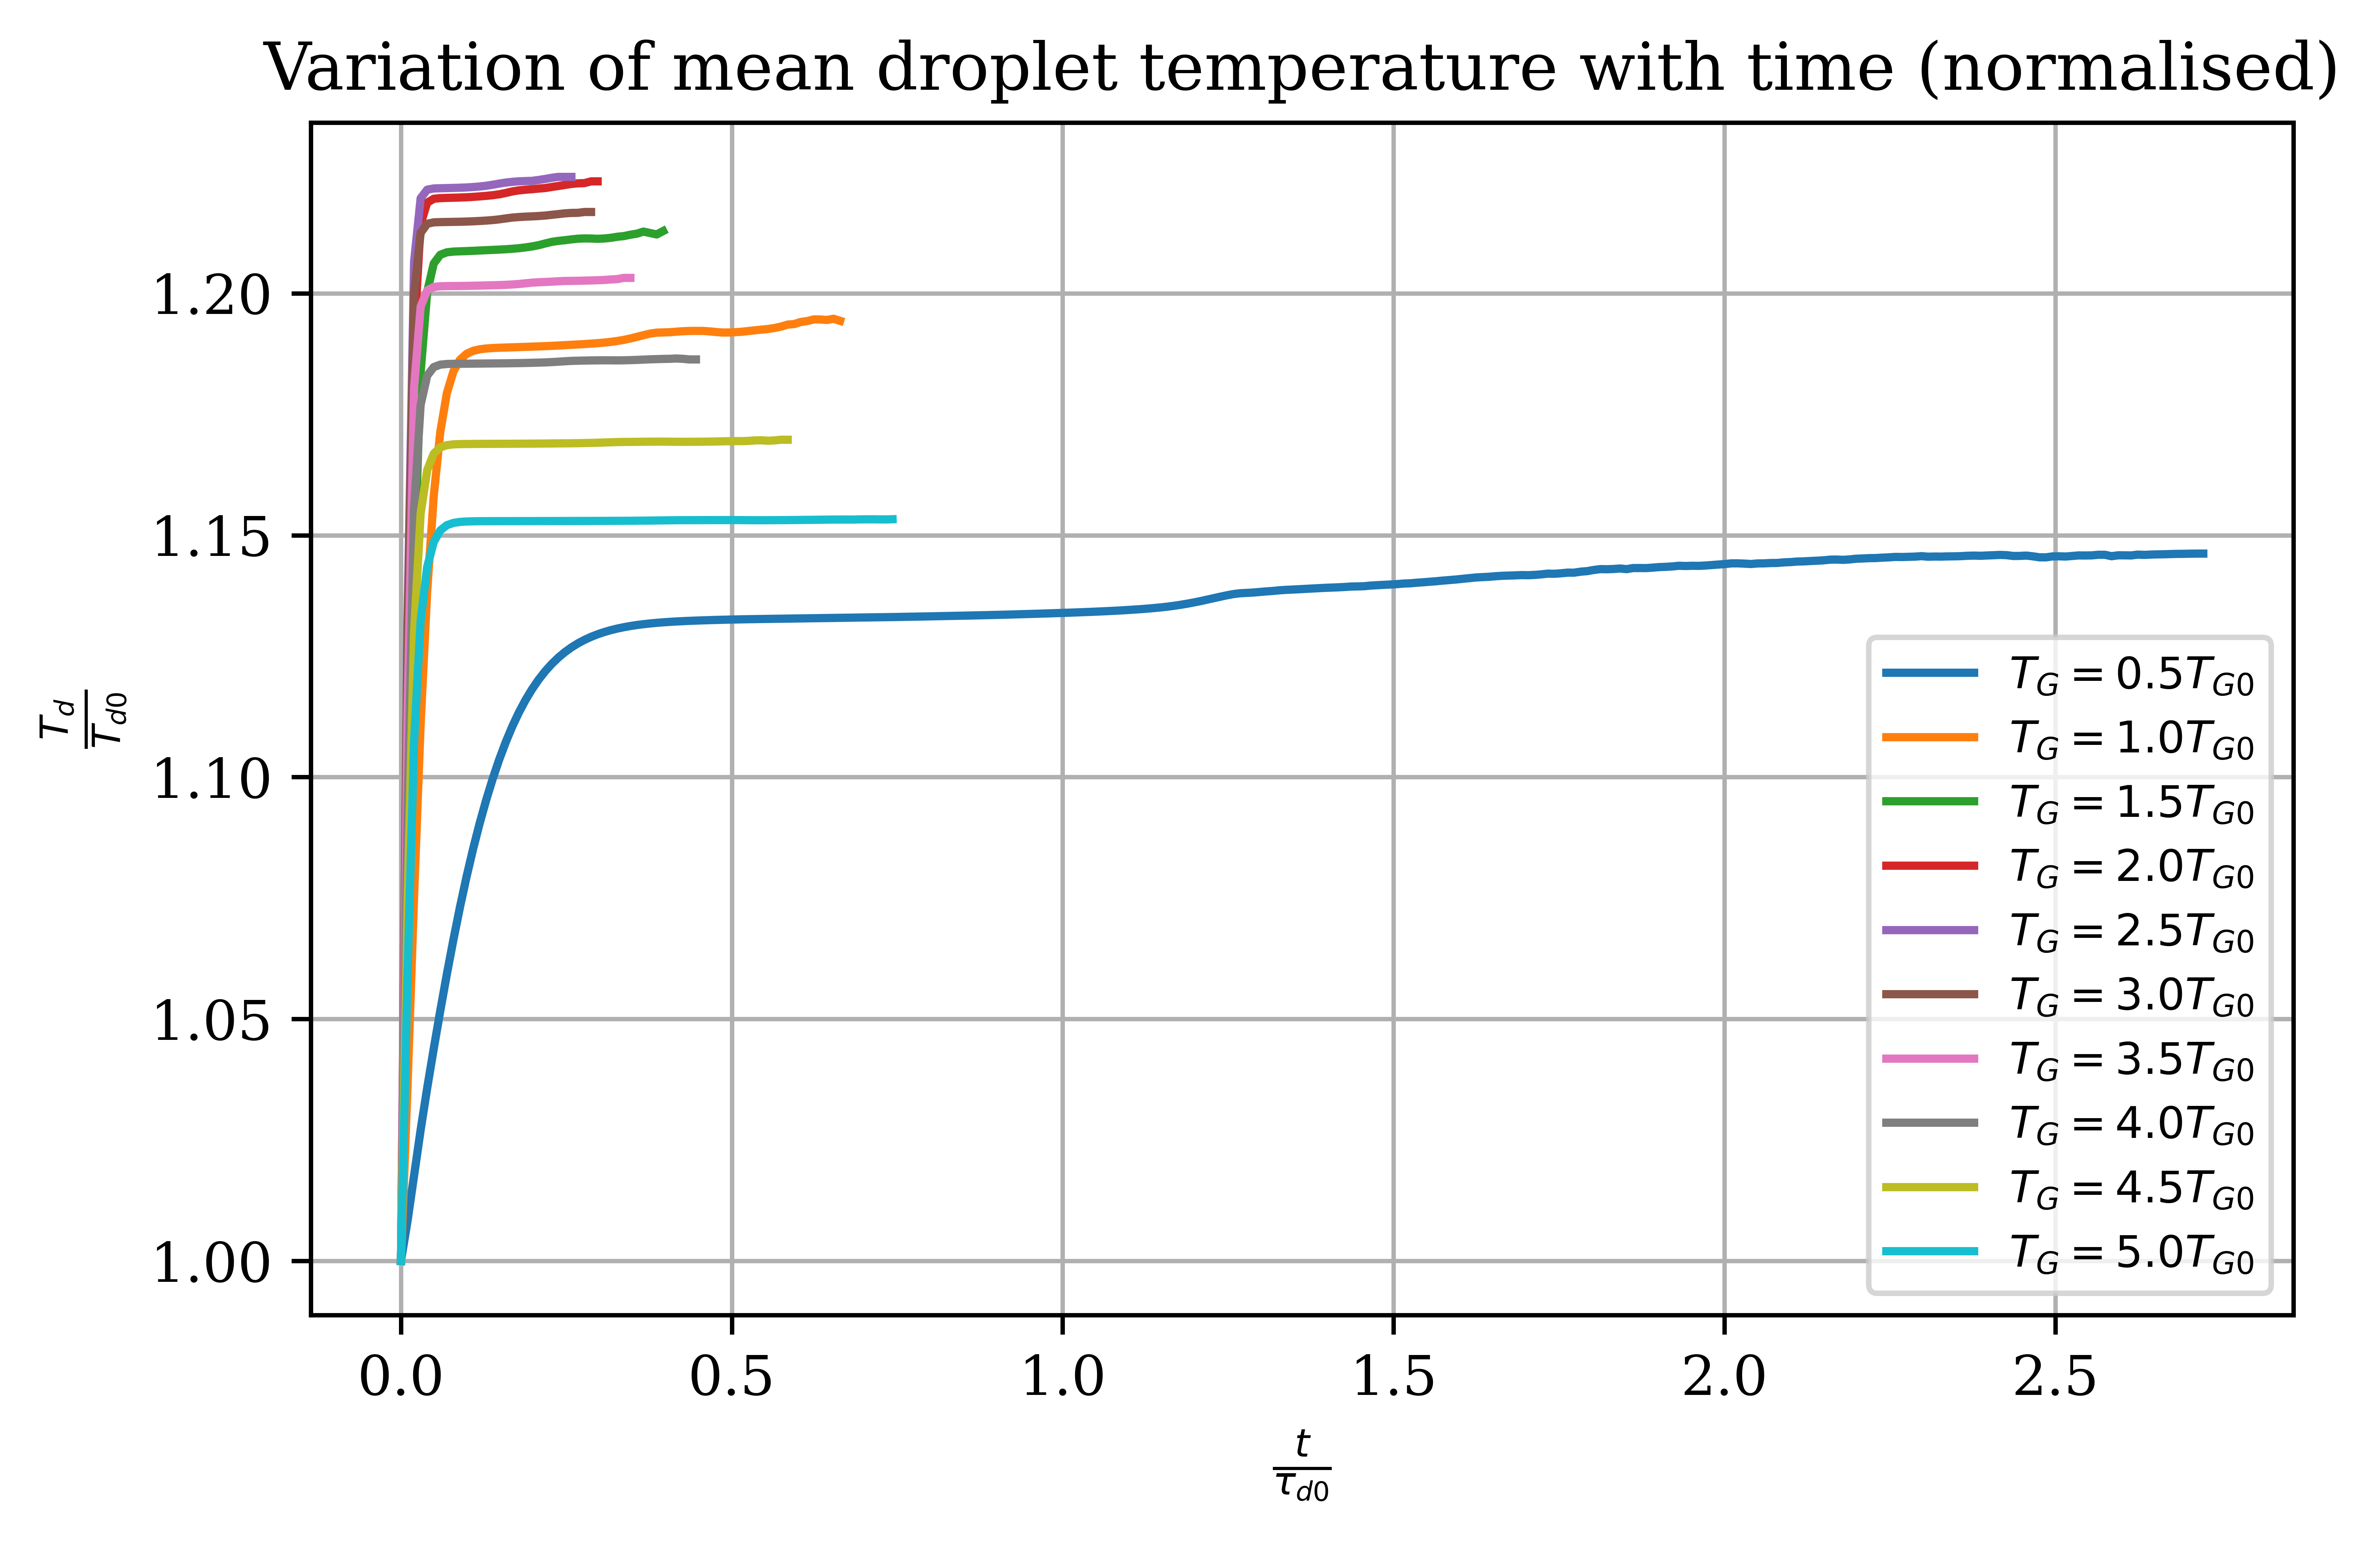 Variation of mean droplet temperature with time (normalised)
T_d / T_d0
1.20
1.15
1.10
1.05
1.00
T_G = 0.5T_G0
T_G = 1.0T_G0
T_G = 1.5T_G0
T_G = 2.0T_G0
T_G = 2.5T_G0
T_G = 3.0T_G0
T_G = 3.5T_G0
T_G = 4.0T_G0
T_G = 4.5T_G0
T_G = 5.0T_G0
0.0 0.5 1.0 1.5 2.0 2.5
t / τ_d0